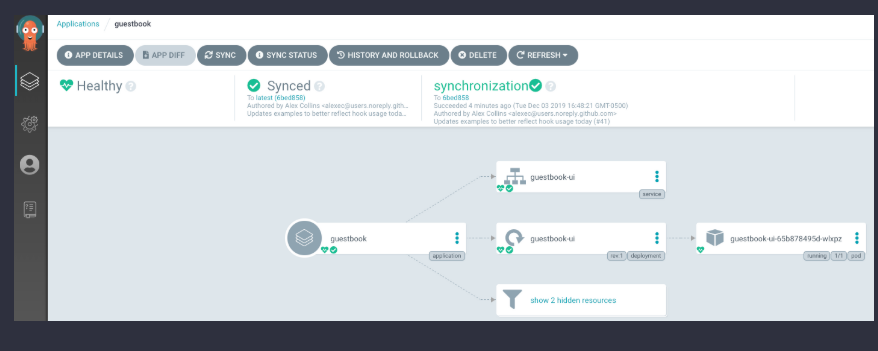 Applications / guestbook
APP DETAILS APP DIFF SYNC SYNC STATUS HISTORY AND ROLLBACK DELETE REFRESH
Healthy
Synced
To latest (6bed858)
Authored by Alex Collins <alexec@users.noreply.gith...
Updates examples to better reflect hook usage toda...
synchronization
To 6bed858
Succeeded 4 minutes ago (Tue Dec 03 2019 16:48:21 GMT-0500)
Authored by Alex Collins <alexec@users.noreply.github.com>
Updates examples to better reflect hook usage today (#41)
guestbook-ui
service
guestbook
application
guestbook-ui
rev:1 deployment
guestbook-ui-65b878495d-wlxpz
running 1/1 pod
show 2 hidden resources